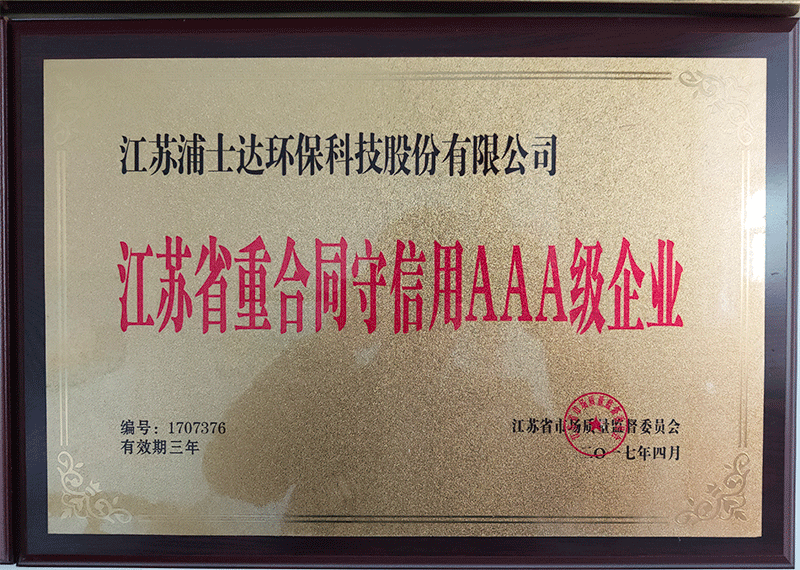 江苏浦士达环保科技股份有限公司
江苏省重合同守信用AAA级企业
编号：1707376
有效期三年
江苏省市场质量监督委员会
二〇一七年四月